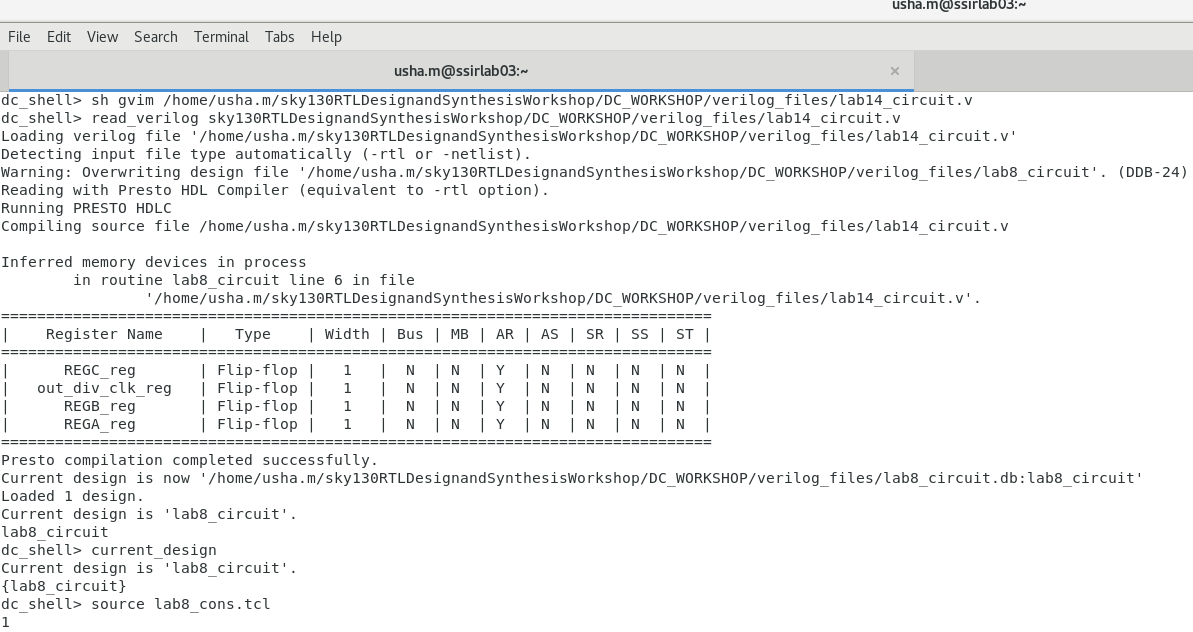 usha.m@ssirlab03:~
File Edit View Search Terminal Tabs Help
usha.m@ssirlab03:~ ×
dc_shell> sh gvim /home/usha.m/sky130RTLDesignandSynthesisWorkshop/DC_WORKSHOP/verilog_files/lab14_circuit.v
dc_shell> read_verilog sky130RTLDesignandSynthesisWorkshop/DC_WORKSHOP/verilog_files/lab14_circuit.v
Loading verilog file '/home/usha.m/sky130RTLDesignandSynthesisWorkshop/DC_WORKSHOP/verilog_files/lab14_circuit.v'
Detecting input file type automatically (-rtl or -netlist).
Warning: Overwriting design file '/home/usha.m/sky130RTLDesignandSynthesisWorkshop/DC_WORKSHOP/verilog_files/lab8_circuit'. (DDB-24)
Reading with Presto HDL Compiler (equivalent to -rtl option).
Running PRESTO HDLC
Compiling source file /home/usha.m/sky130RTLDesignandSynthesisWorkshop/DC_WORKSHOP/verilog_files/lab14_circuit.v
Inferred memory devices in process
in routine lab8_circuit line 6 in file
'/home/usha.m/sky130RTLDesignandSynthesisWorkshop/DC_WORKSHOP/verilog_files/lab14_circuit.v'.
===============================================================================
| Register Name | Type | Width | Bus | MB | AR | AS | SR | SS | ST |
===============================================================================
| REGC_reg | Flip-flop | 1 | N | N | Y | N | N | N | N |
| out_div_clk_reg | Flip-flop | 1 | N | N | Y | N | N | N | N |
| REGB_reg | Flip-flop | 1 | N | N | Y | N | N | N | N |
| REGA_reg | Flip-flop | 1 | N | N | Y | N | N | N | N |
===============================================================================
Presto compilation completed successfully.
Current design is now '/home/usha.m/sky130RTLDesignandSynthesisWorkshop/DC_WORKSHOP/verilog_files/lab8_circuit.db:lab8_circuit'
Loaded 1 design.
Current design is 'lab8_circuit'.
lab8_circuit
dc_shell> current_design
Current design is 'lab8_circuit'.
{lab8_circuit}
dc_shell> source lab8_cons.tcl
1